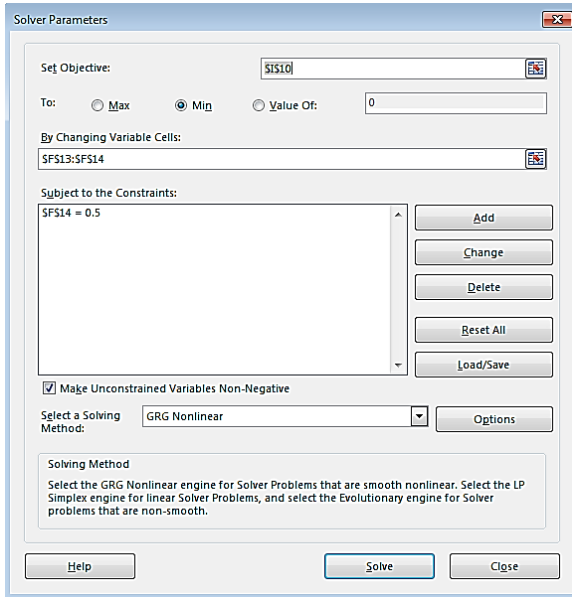 Solver Parameters
Set Objective:
$I$10
To:
Max
Min
Value Of:
0
By Changing Variable Cells:
$F$13:$F$14
Subject to the Constraints:
$F$14 = 0.5
Add
Change
Delete
Reset All
Load/Save
Make Unconstrained Variables Non-Negative
Select a Solving
Method:
GRG Nonlinear
Options
Solving Method
Select the GRG Nonlinear engine for Solver Problems that are smooth nonlinear. Select the LP
Simplex engine for linear Solver Problems, and select the Evolutionary engine for Solver
problems that are non-smooth.
Help
Solve
Close